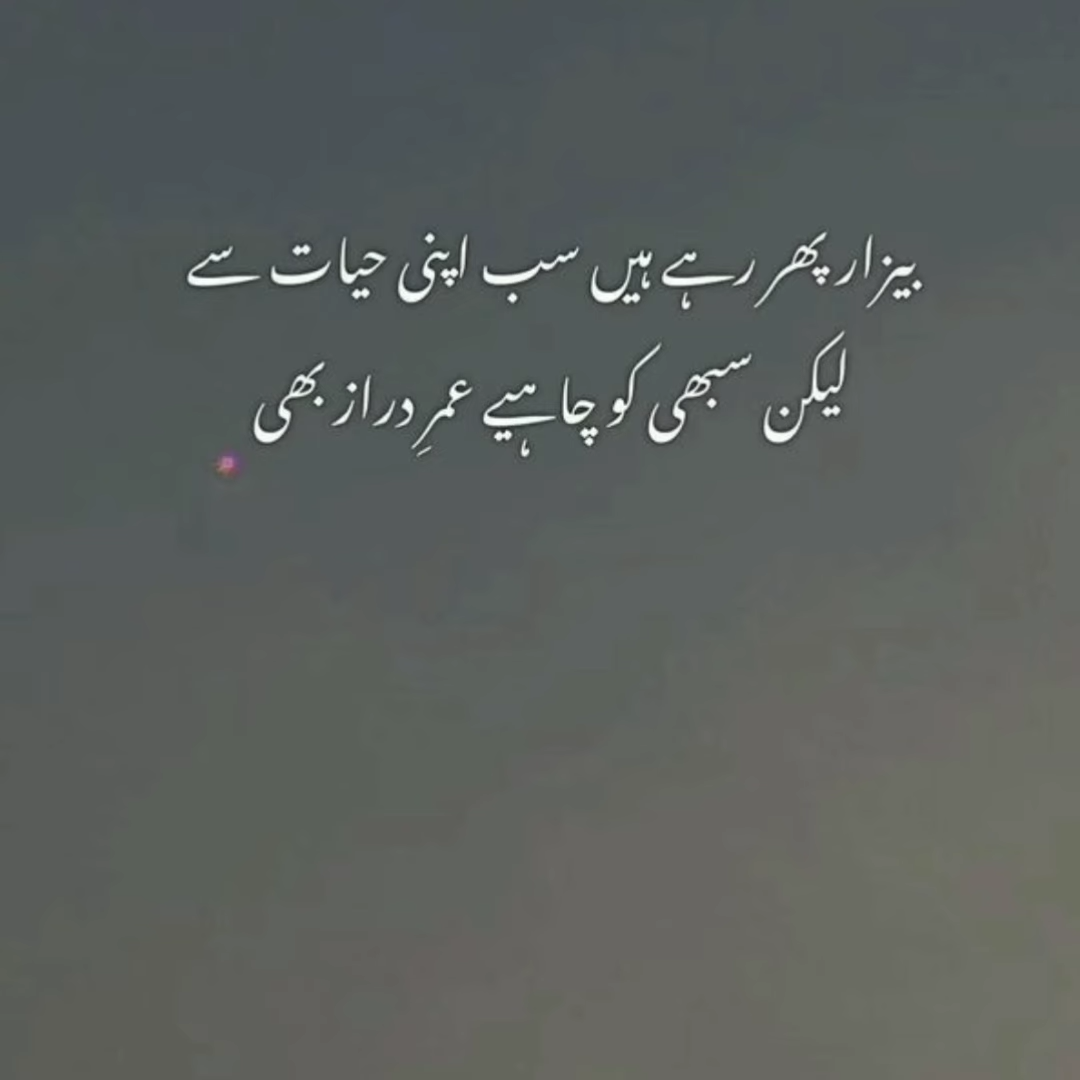 بیزار پھر رہے ہیں سب اپنی حیات سے
لیکن سبھی کو چاہیے عمرِ دراز بھی